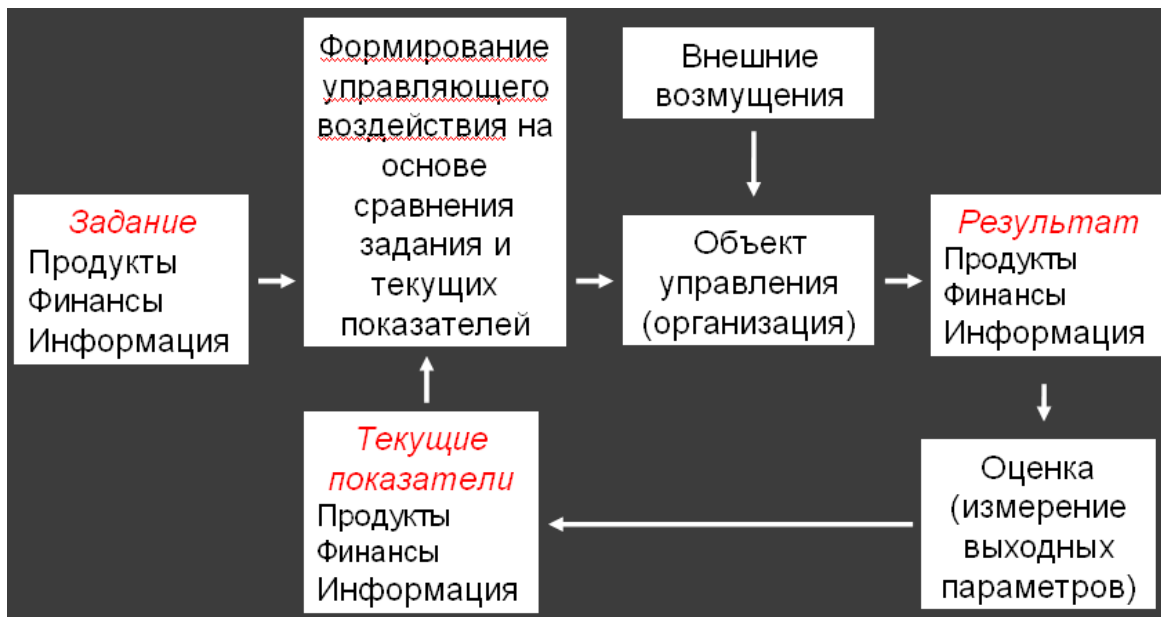 Задание
Продукты
Финансы
Информация
Формирование
управляющего
воздействия на
основе
сравнения
задания и
текущих
показателей
Внешние
возмущения
Объект
управления
(организация)
Результат
Продукты
Финансы
Информация
Оценка
(измерение
выходных
параметров)
Текущие
показатели
Продукты
Финансы
Информация